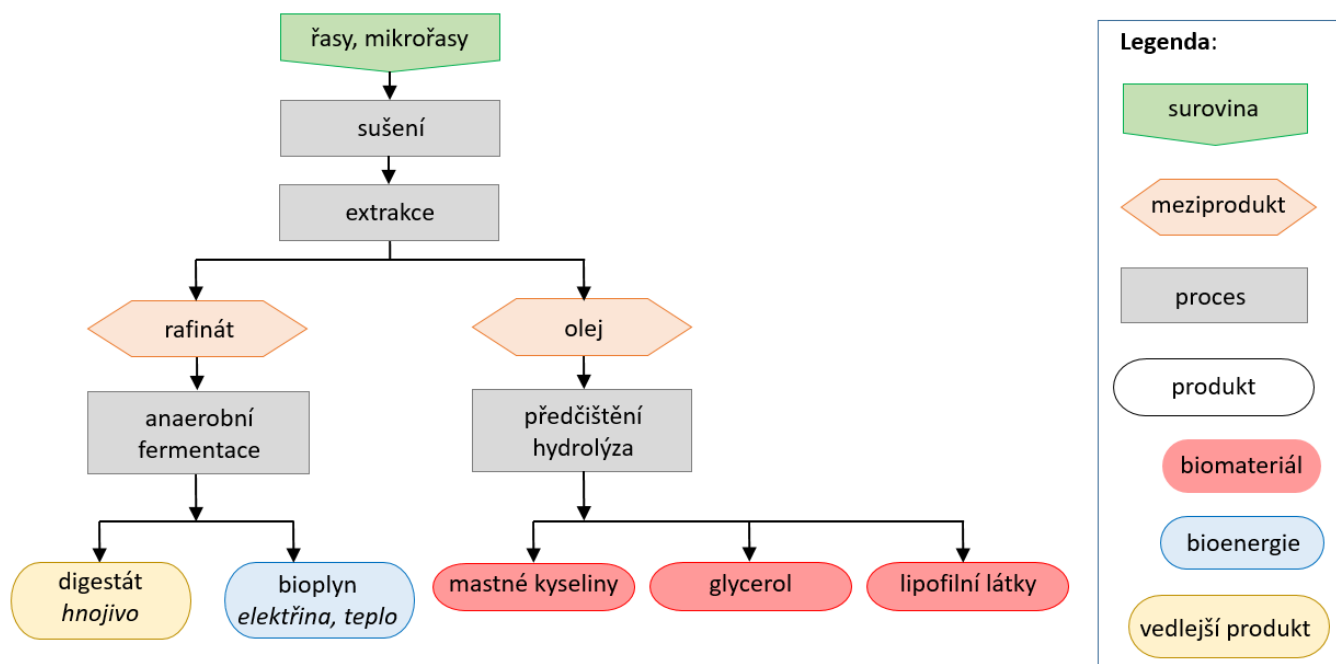 řasy, mikrořasy
sušení
extrakce
rafinát
olej
anaerobní
fermentace
předčištění
hydrolýza
digestát
hnojivo
bioplyn
elektřina, teplo
mastné kyseliny
glycerol
lipofilní látky
Legenda:
surovina
meziprodukt
proces
produkt
biomateriál
bioenergie
vedlejší produkt